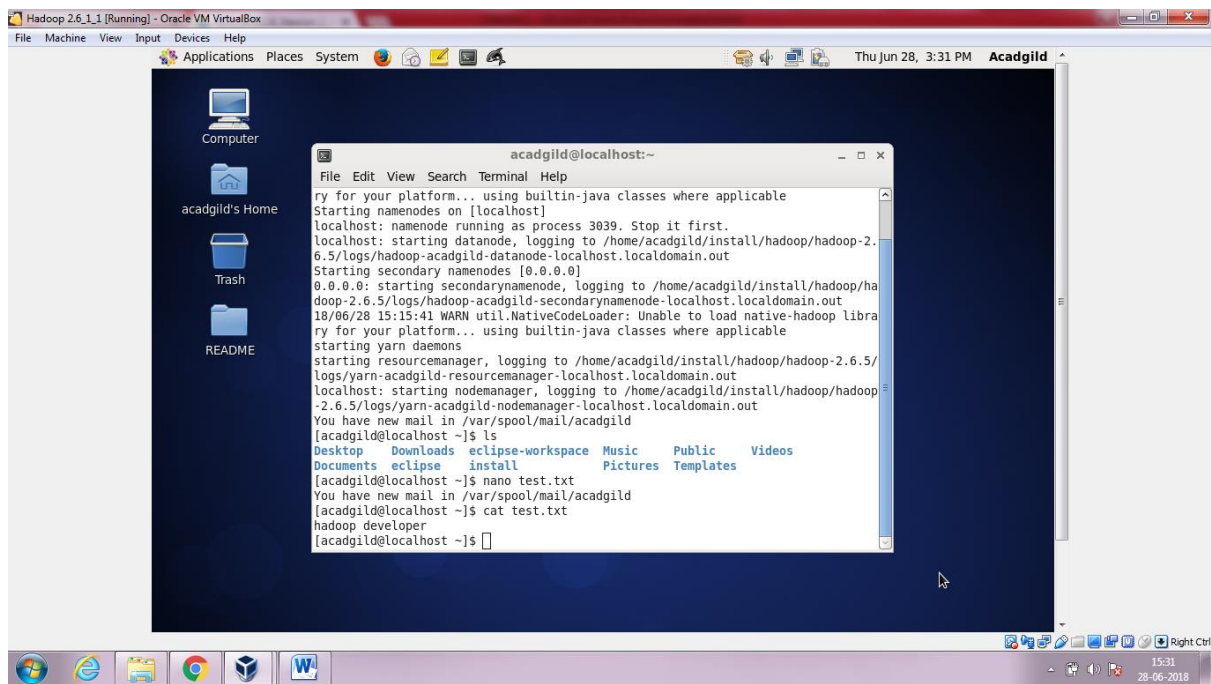 Hadoop 2.6_1_1 [Running] - Oracle VM VirtualBox
File Machine View Input Devices Help
Applications Places System
Thu Jun 28, 3:31 PM Acadgild
Computer
acadgild's Home
Trash
README
acadgild@localhost:~
File Edit View Search Terminal Help
ry for your platform... using builtin-java classes where applicable
Starting namenodes on [localhost]
localhost: namenode running as process 3039. Stop it first.
localhost: starting datanode, logging to /home/acadgild/install/hadoop/hadoop-2.
6.5/logs/hadoop-acadgild-datanode-localhost.localdomain.out
Starting secondary namenodes [0.0.0.0]
0.0.0.0: starting secondarynamenode, logging to /home/acadgild/install/hadoop/ha
doop-2.6.5/logs/hadoop-acadgild-secondarynamenode-localhost.localdomain.out
18/06/28 15:15:41 WARN util.NativeCodeLoader: Unable to load native-hadoop libra
ry for your platform... using builtin-java classes where applicable
starting yarn daemons
starting resourcemanager, logging to /home/acadgild/install/hadoop/hadoop-2.6.5/
logs/yarn-acadgild-resourcemanager-localhost.localdomain.out
localhost: starting nodemanager, logging to /home/acadgild/install/hadoop/hadoop
-2.6.5/logs/yarn-acadgild-nodemanager-localhost.localdomain.out
You have new mail in /var/spool/mail/acadgild
[acadgild@localhost ~]$ ls
Desktop Downloads eclipse-workspace Music Public Videos
Documents eclipse install Pictures Templates
[acadgild@localhost ~]$ nano test.txt
You have new mail in /var/spool/mail/acadgild
[acadgild@localhost ~]$ cat test.txt
hadoop developer
[acadgild@localhost ~]$
Right Ctrl
15:31
28-06-2018